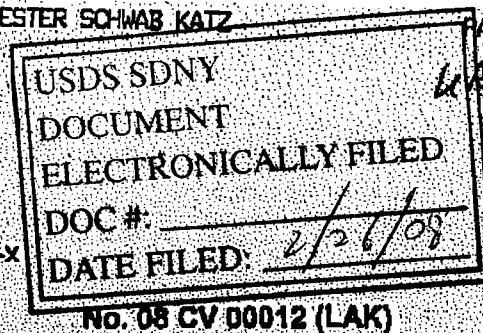 ESTER SCHWAB KATZ
USDS SDNY
DOCUMENT
ELECTRONICALLY FILED
DOC #:
DATE FILED: 2/26/08
No. 08 CV 00012 (LAK)